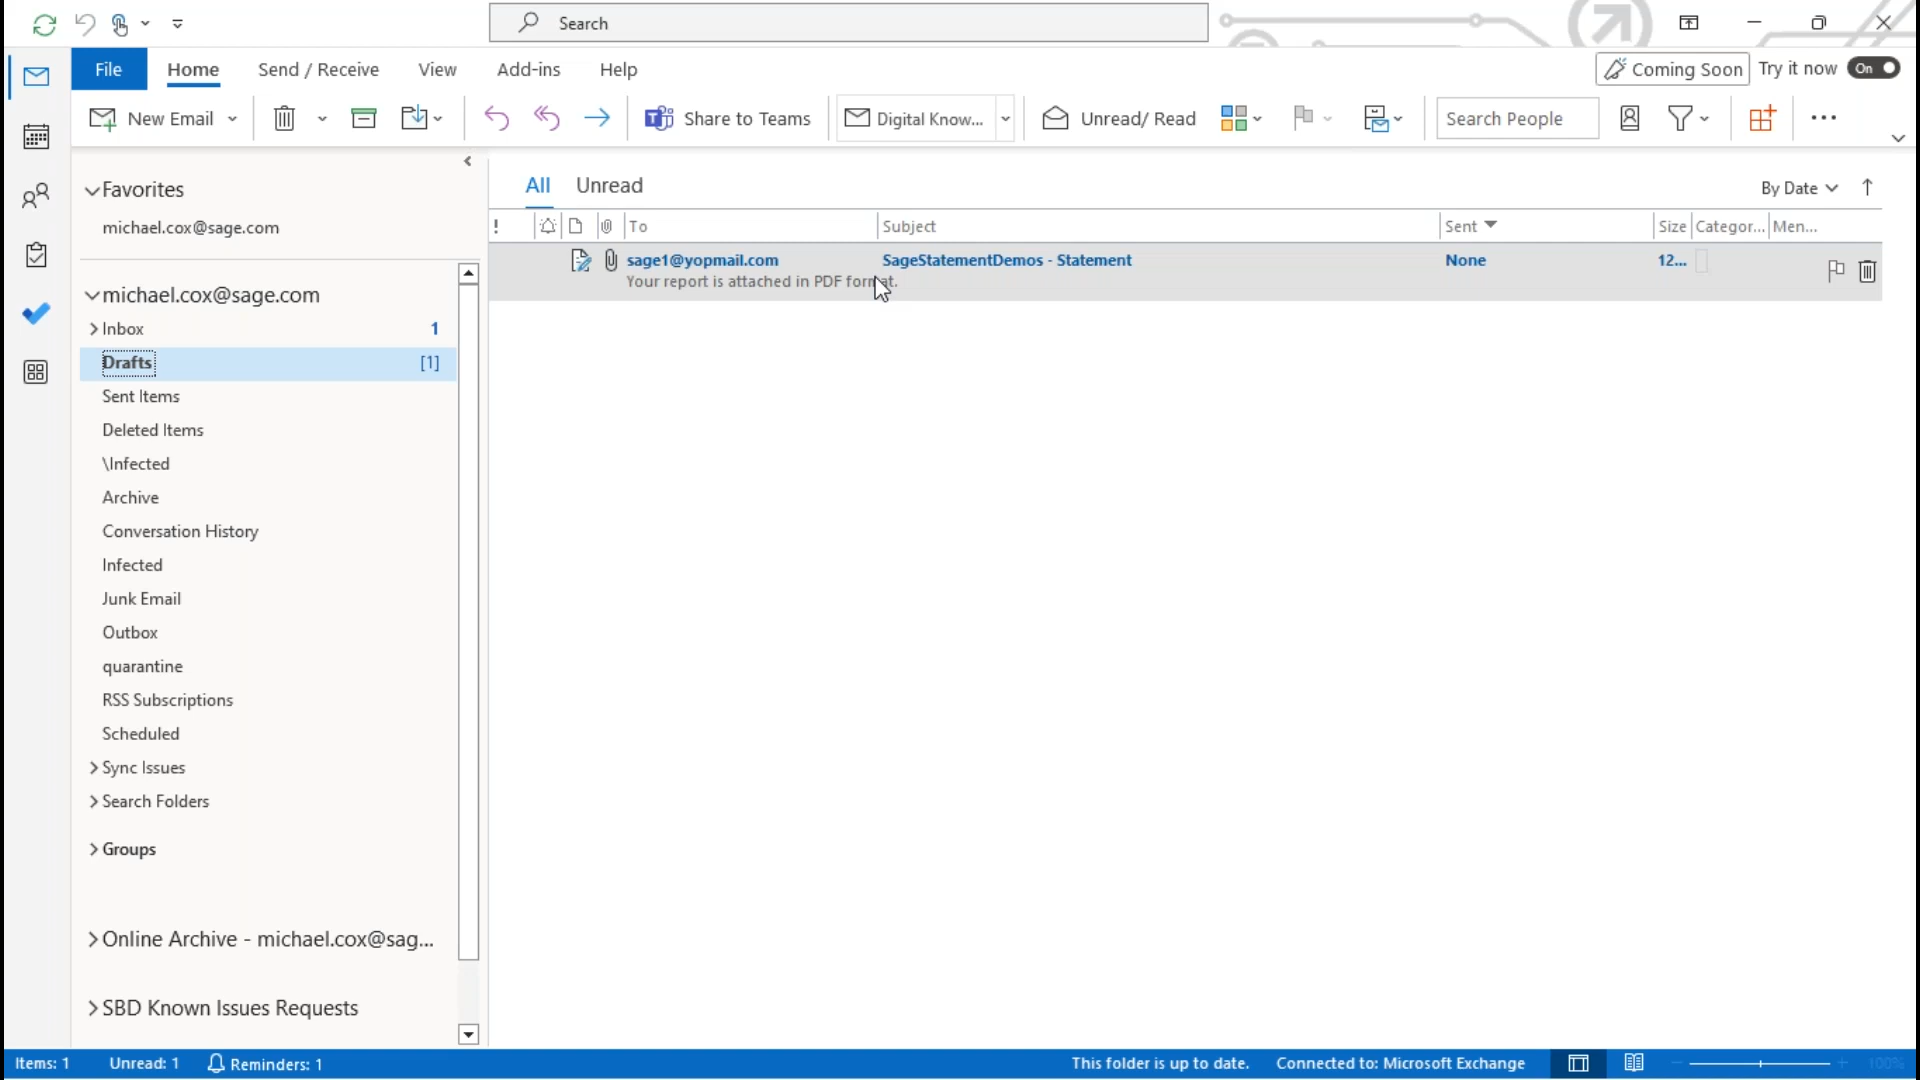 Search
File Home Send / Receive View Add-ins Help
Coming Soon Try it now On
New Email Share to Teams Digital Know... Unread/ Read Search People
Favorites
michael.cox@sage.com
michael.cox@sage.com
Inbox 1
Drafts [1]
Sent Items
Deleted Items
\Infected
Archive
Conversation History
Infected
Junk Email
Outbox
quarantine
RSS Subscriptions
Scheduled
Sync Issues
Search Folders
Groups
Online Archive - michael.cox@sag...
SBD Known Issues Requests
All Unread By Date
! To Subject Sent Size Categor... Men...
sage1@yopmail.com SageStatementDemos - Statement None 12...
Your report is attached in PDF format.
Items: 1 Unread: 1 Reminders: 1 This folder is up to date. Connected to: Microsoft Exchange 100%